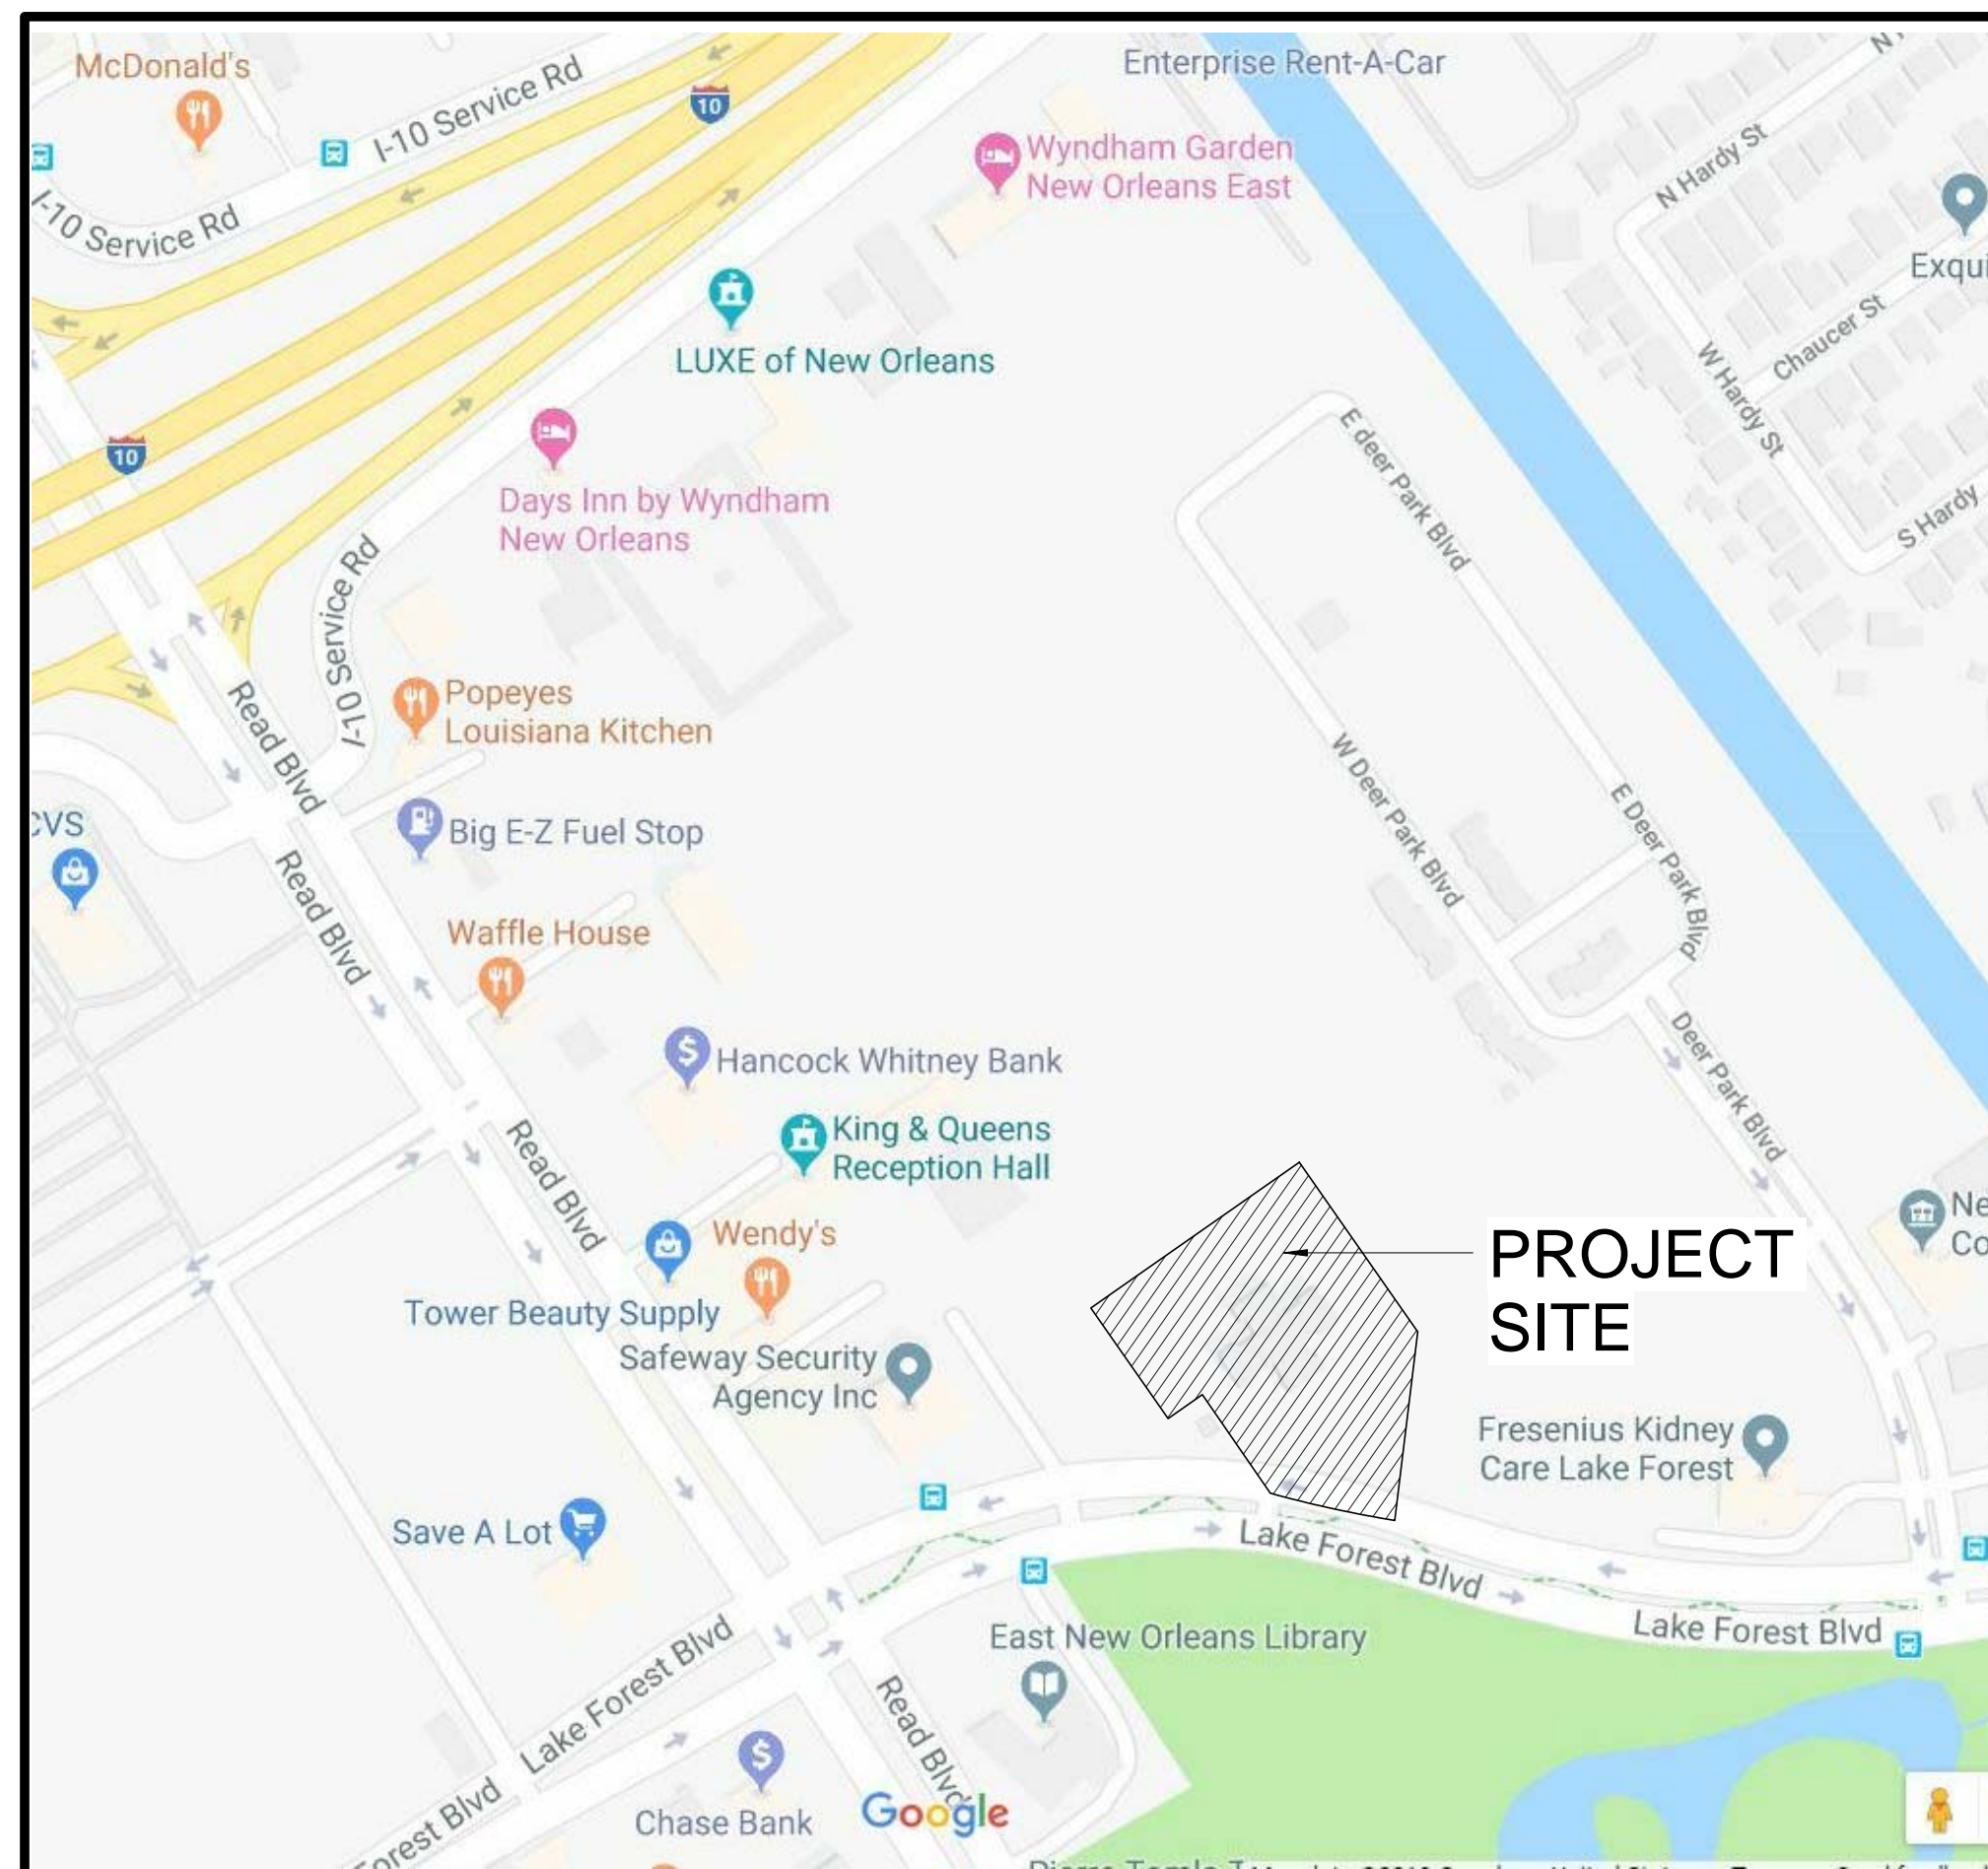 Enterprise Rent-A-Car
McDonald's
I-10 Service Rd
10
Wyndham Garden
New Orleans East
N Hardy St
I-10 Service Rd
LUXE of New Orleans
Chaucer St
W Hardy St
10
E deer Park Blvd
Days Inn by Wyndham
New Orleans
S Hardy
I-10 Service Rd
Popeyes
Louisiana Kitchen
Read Blvd
W Deer Park Blvd
E Deer Park Blvd
CVS
Big E-Z Fuel Stop
Read Blvd
Waffle House
Hancock Whitney Bank
Deer Park Blvd
King & Queens
Reception Hall
Read Blvd
Wendy's
PROJECT
SITE
Tower Beauty Supply
Safeway Security
Agency Inc
Fresenius Kidney
Care Lake Forest
Save A Lot
Lake Forest Blvd
Lake Forest Blvd
East New Orleans Library
Lake Forest Blvd
Read Blvd
Forest Blvd
Chase Bank
Google